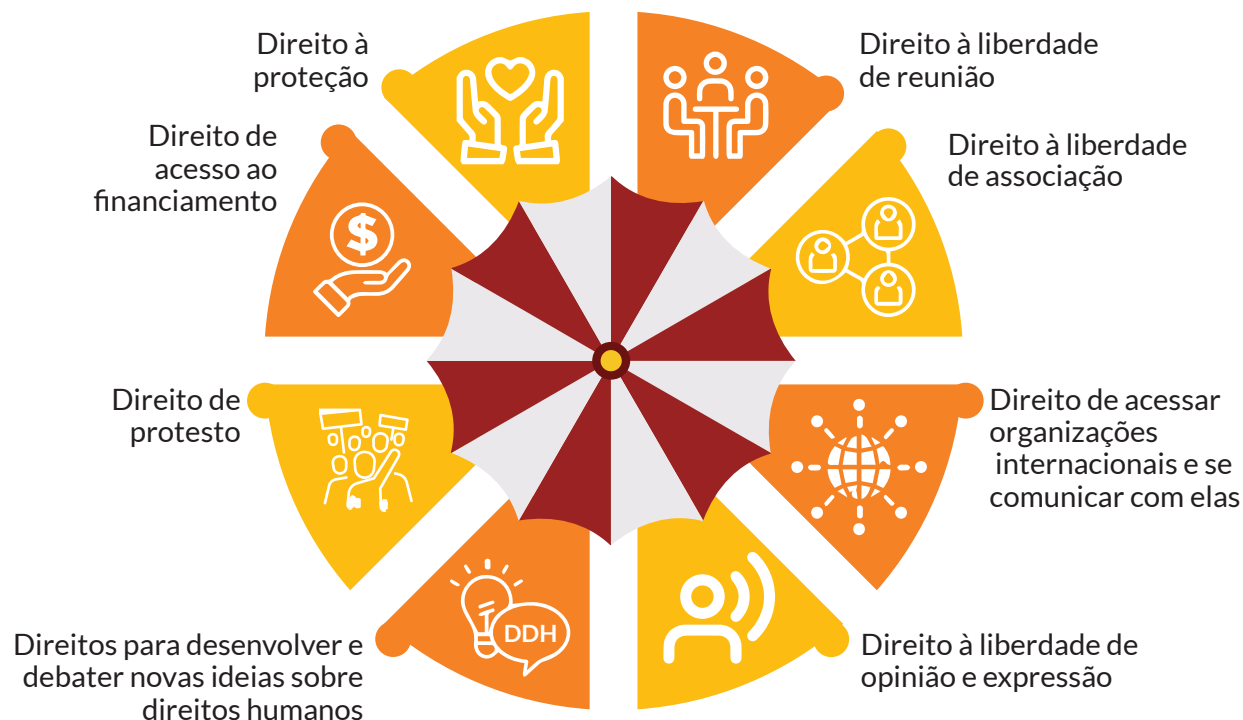 Direito à
proteção
Direito à liberdade
de reunião
Direito de
acesso ao
financiamento
Direito à liberdade
de associação
$
Direito de
protesto
Direito de acessar
organizações
internacionais e se
comunicar com elas
DDH
Direitos para desenvolver e
debater novas ideias sobre
direitos humanos
Direito à liberdade de
opinião e expressão